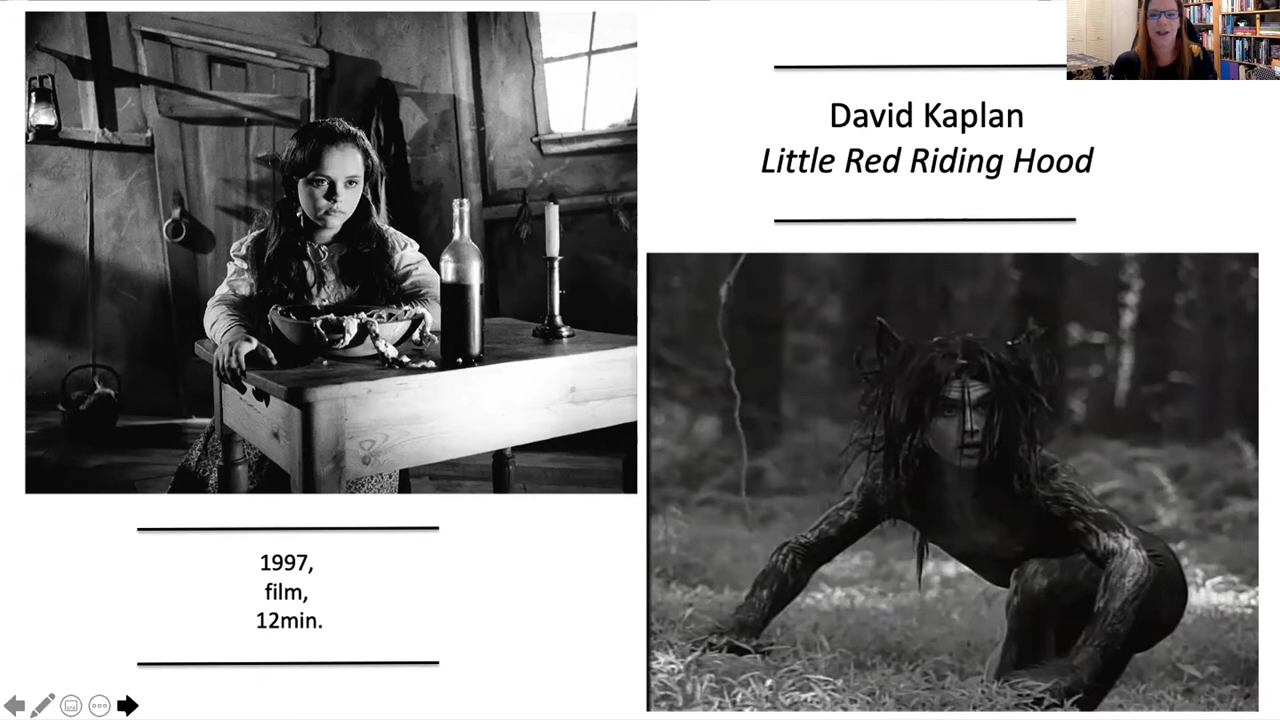 David Kaplan
Little Red Riding Hood
1997,
film,
12min.